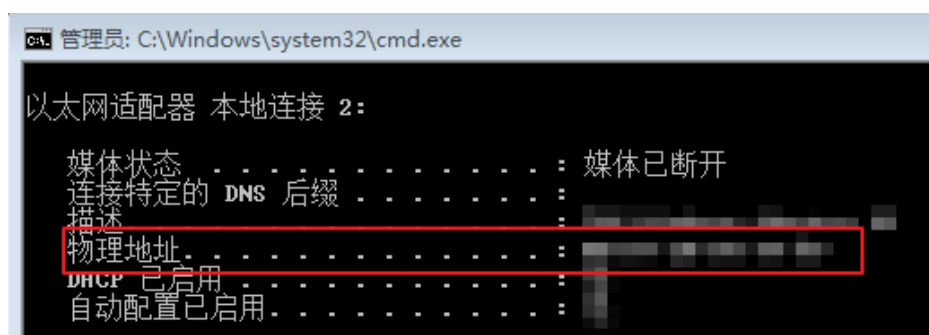 管理员: C:\Windows\system32\cmd.exe
以太网适配器 本地连接 2:
媒体状态 . . . . . . . . . . . . : 媒体已断开
连接特定的 DNS 后缀 . . . . . . . :
描述. . . . . . . . . . . . . . . :
物理地址. . . . . . . . . . . . . :
DHCP 已启用 . . . . . . . . . . . :
自动配置已启用. . . . . . . . . . :